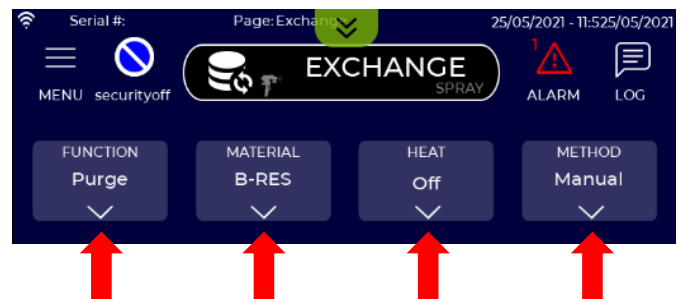 Serial #: Page: Exchange 25/05/2021 - 11:525/05/2021
EXCHANGE
SPRAY
1
MENU securityoff ALARM LOG
FUNCTION MATERIAL HEAT METHOD
Purge B-RES Off Manual